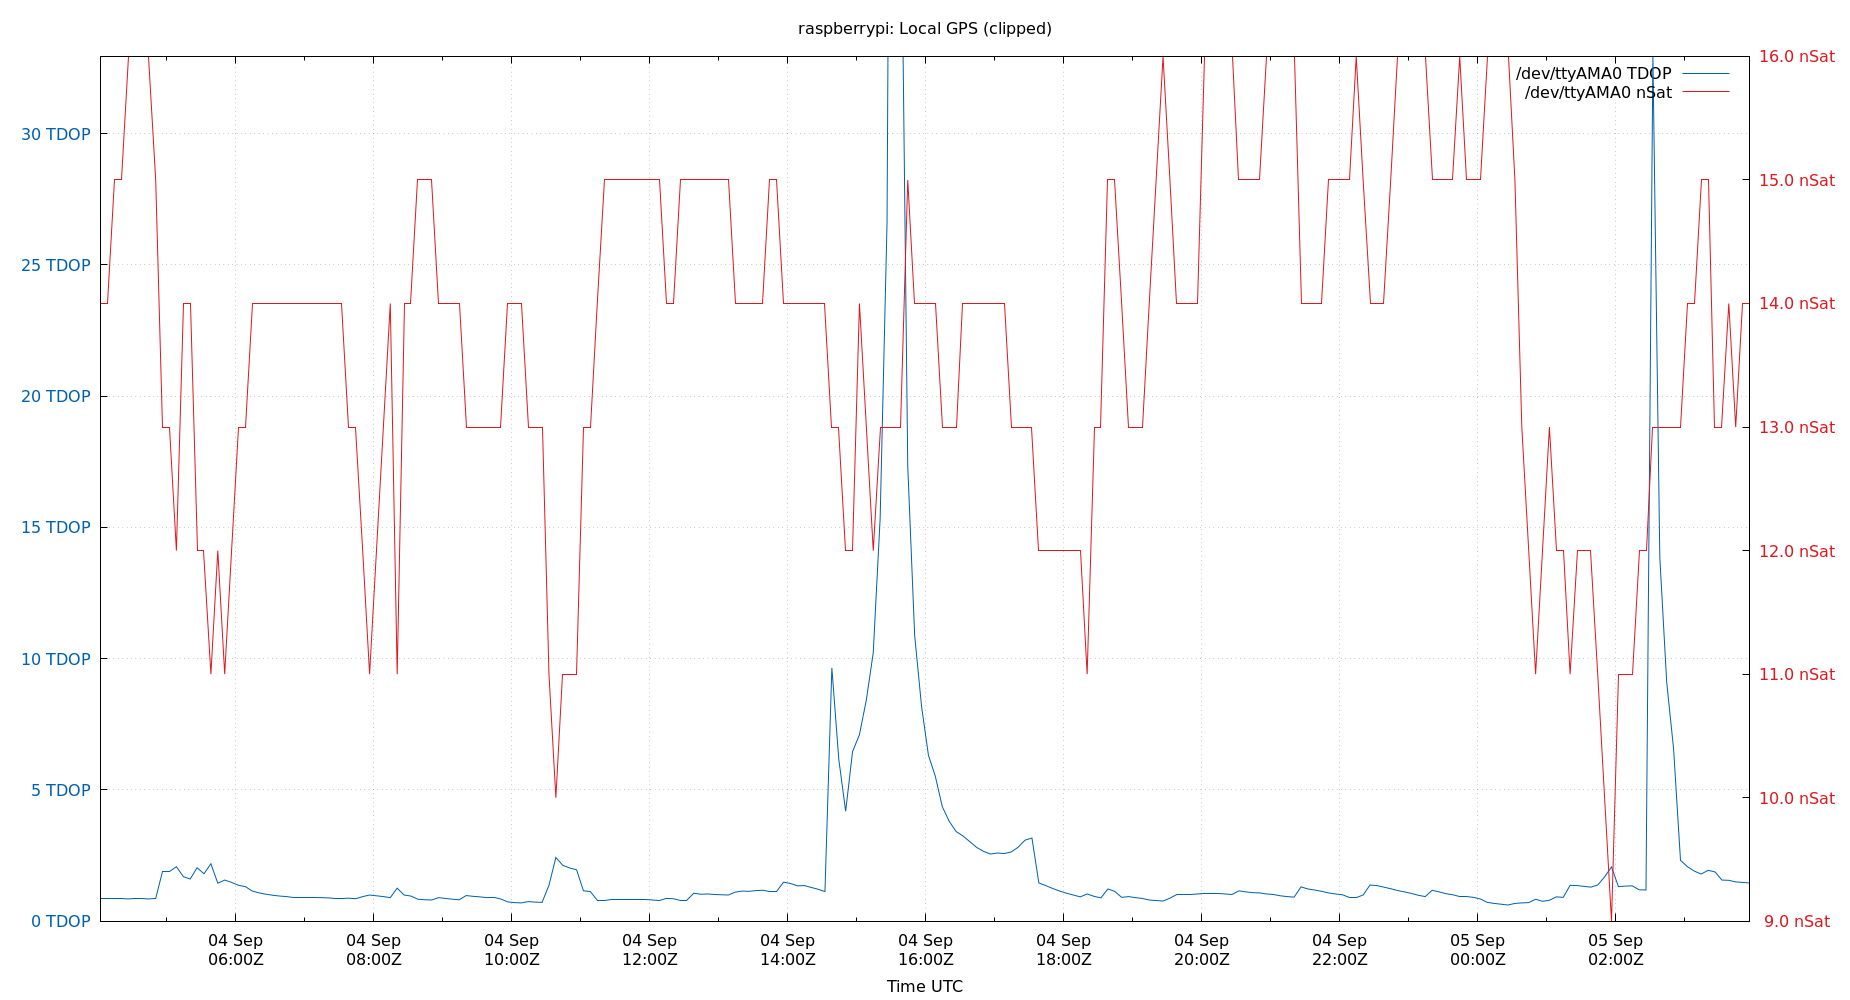 raspberrypi: Local GPS (clipped)
/dev/ttyAMA0 TDOP
/dev/ttyAMA0 nSat
30 TDOP
25 TDOP
20 TDOP
15 TDOP
10 TDOP
5 TDOP
0 TDOP
16.0 nSat
15.0 nSat
14.0 nSat
13.0 nSat
12.0 nSat
11.0 nSat
10.0 nSat
9.0 nSat
04 Sep
06:00Z
04 Sep
08:00Z
04 Sep
10:00Z
04 Sep
12:00Z
04 Sep
14:00Z
04 Sep
16:00Z
04 Sep
18:00Z
04 Sep
20:00Z
04 Sep
22:00Z
05 Sep
00:00Z
05 Sep
02:00Z
Time UTC